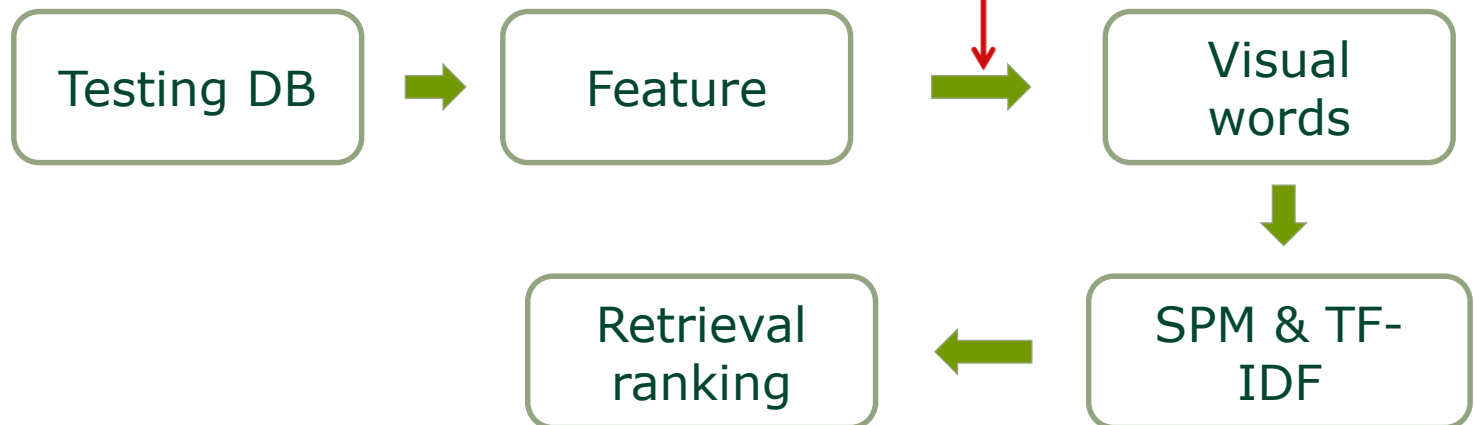 Testing DB
Feature
Visual
words
SPM & TF-
IDF
Retrieval
ranking